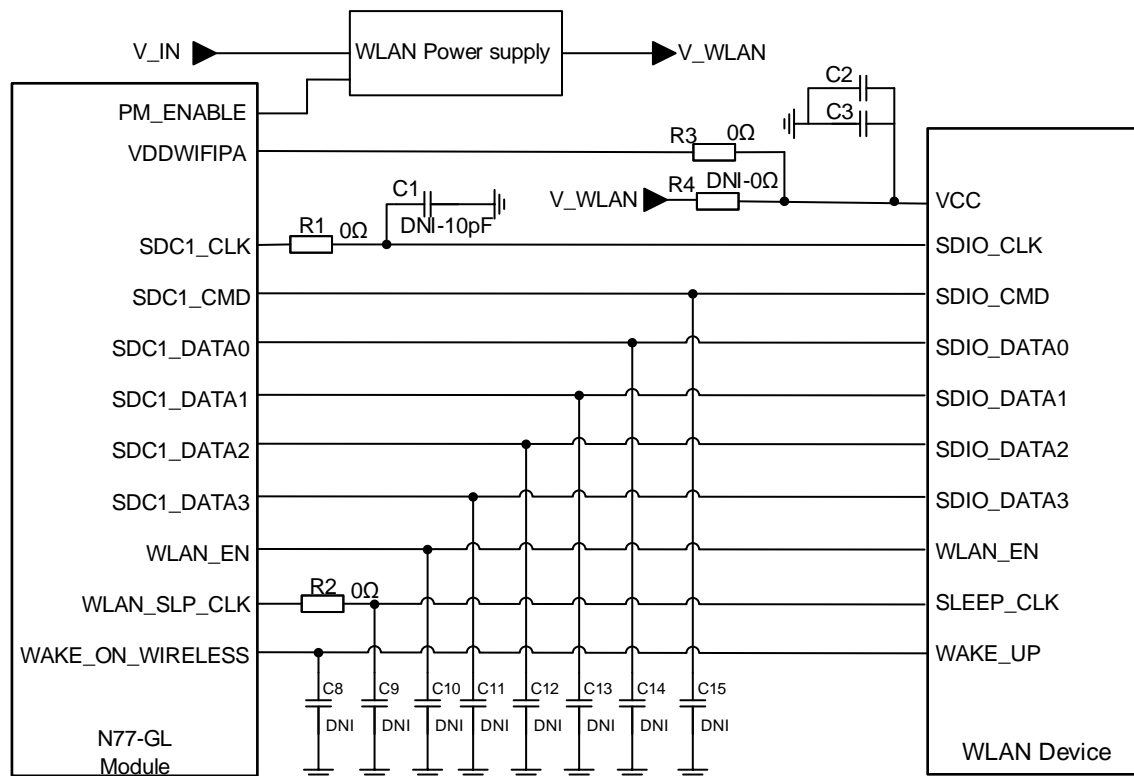 V_IN
WLAN Power supply
V_WLAN
PM_ENABLE
VDDWIFIPA
R3
0Ω
C2
C3
V_WLAN
R4
DNI-0Ω
VCC
C1
DNI-10pF
SDC1_CLK
R1
0Ω
SDIO_CLK
SDC1_CMD
SDIO_CMD
SDC1_DATA0
SDIO_DATA0
SDC1_DATA1
SDIO_DATA1
SDC1_DATA2
SDIO_DATA2
SDC1_DATA3
SDIO_DATA3
WLAN_EN
WLAN_EN
WLAN_SLP_CLK
R2
0Ω
SLEEP_CLK
WAKE_ON_WIRELESS
WAKE_UP
C8
C9
C10
C11
C12
C13
C14
C15
DNI
DNI
DNI
DNI
DNI
DNI
DNI
DNI
N77-GL
Module
WLAN Device